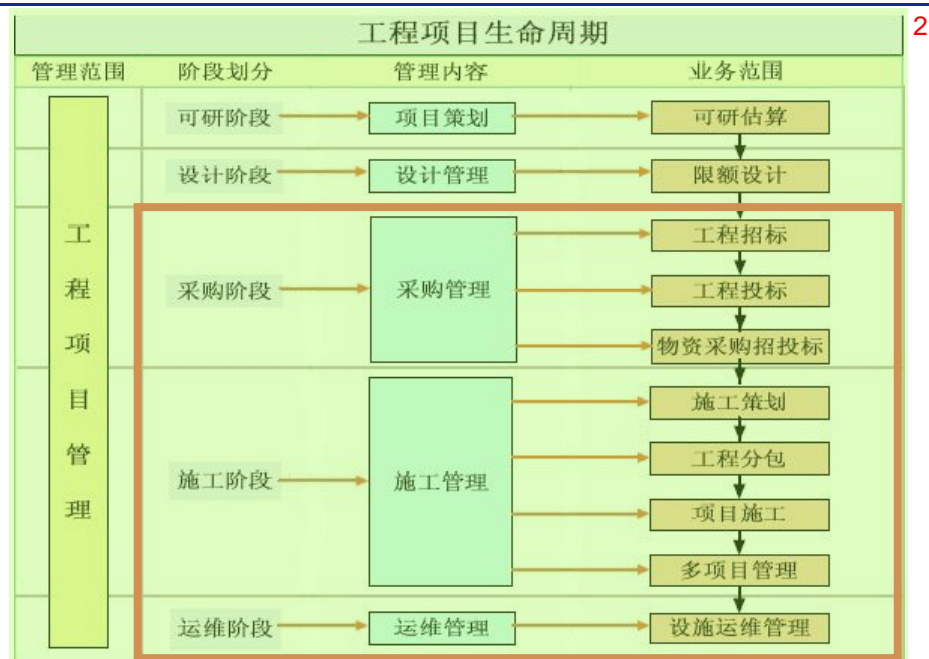 工程项目生命周期
2
管理范围 阶段划分 管理内容 业务范围
工程项目管理
可研阶段 项目策划 可研估算
设计阶段 设计管理 限额设计
工程招标
采购阶段 采购管理 工程投标
物资采购招投标
施工策划
工程分包
施工阶段 施工管理
项目施工
多项目管理
运维阶段 运维管理 设施运维管理